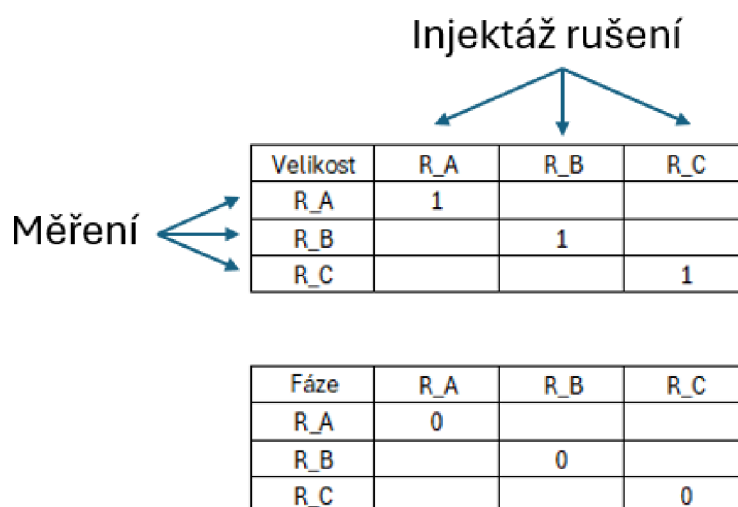 Injektáž rušení
Velikost R_A R_B R_C
R_A 1
Měření
R_B 1
R_C 1
Fáze R_A R_B R_C
R_A 0
R_B 0
R_C 0